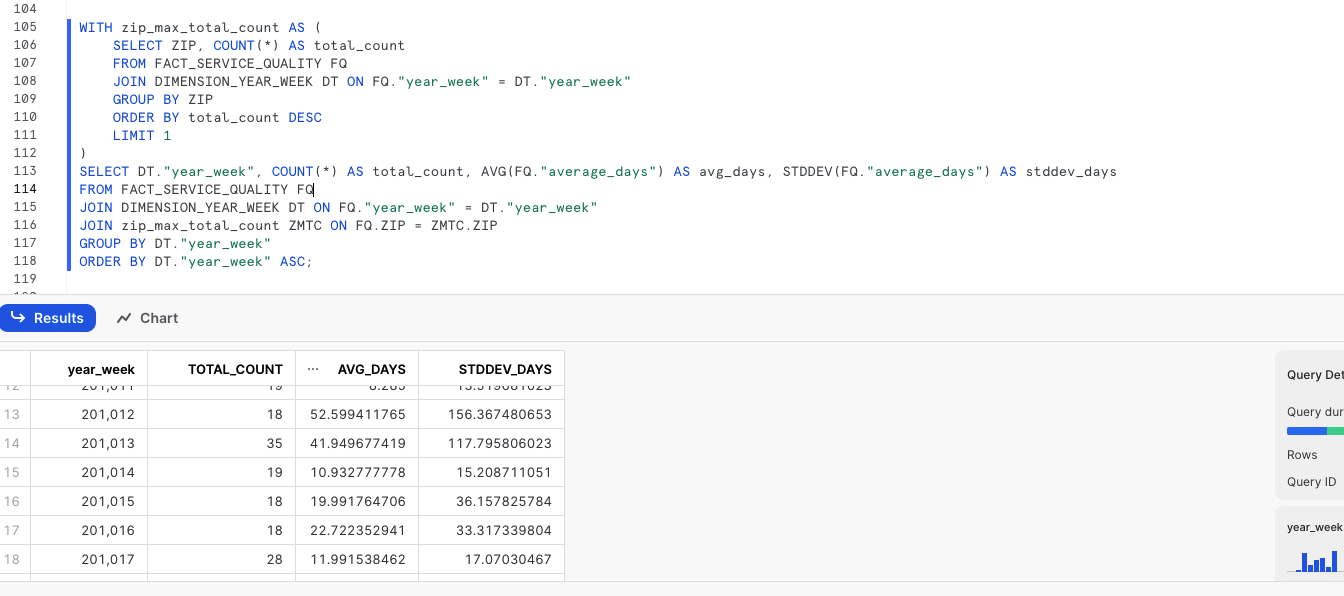 104
105 WITH zip_max_total_count AS (
106 SELECT ZIP, COUNT(*) AS total_count
107 FROM FACT_SERVICE_QUALITY FQ
108 JOIN DIMENSION_YEAR_WEEK DT ON FQ."year_week" = DT."year_week"
109 GROUP BY ZIP
110 ORDER BY total_count DESC
111 LIMIT 1
112 )
113 SELECT DT."year_week", COUNT(*) AS total_count, AVG(FQ."average_days") AS avg_days, STDDEV(FQ."average_days") AS stddev_days
114 FROM FACT_SERVICE_QUALITY FQ
115 JOIN DIMENSION_YEAR_WEEK DT ON FQ."year_week" = DT."year_week"
116 JOIN zip_max_total_count ZMTC ON FQ.ZIP = ZMTC.ZIP
117 GROUP BY DT."year_week"
118 ORDER BY DT."year_week" ASC;
119
Results Chart
year_week TOTAL_COUNT ... AVG_DAYS STDDEV_DAYS
13 201,012 18 52.599411765 156.367480653
14 201,013 35 41.949677419 117.795806023
15 201,014 19 10.932777778 15.208711051
16 201,015 18 19.991764706 36.157825784
17 201,016 18 22.722352941 33.317339804
18 201,017 28 11.991538462 17.07030467
Query Det
Query dur
Rows
Query ID
year_week